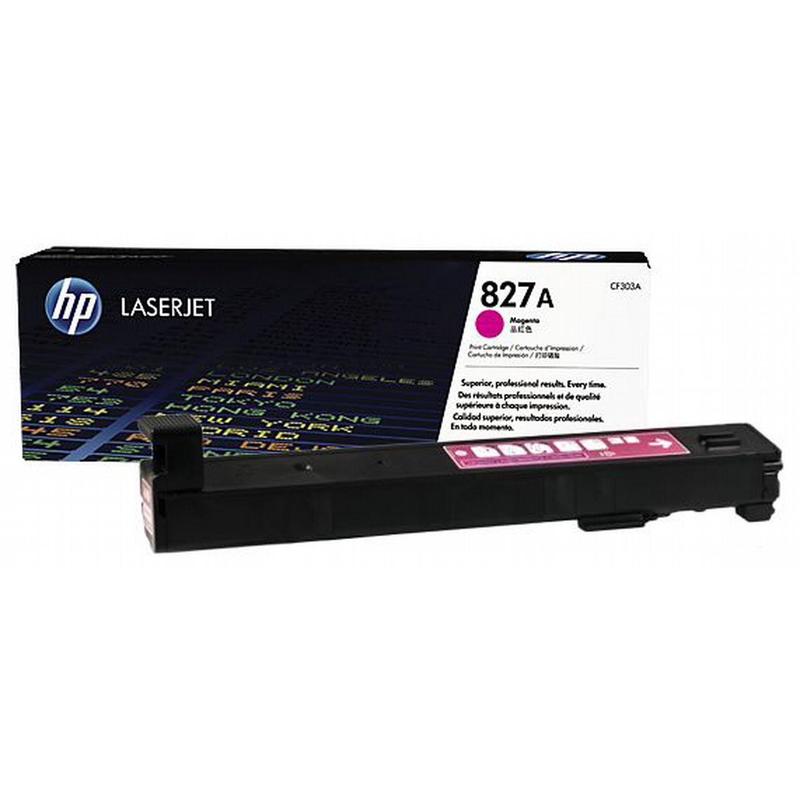 hp
hp
LASERJET
827A
CF303A
Magenta
品红色
Print Cartridge / Cartouche d'impression /
Cartucho de impresión / 打印硒鼓
Superior, professional results. Every time.
Des résultats professionnels et de qualité
supérieure à chaque impression.
Calidad superior, resultados profesionales.
En todo momento.
ANGELES
MIAMI
TOKYO
HONG KONG
NEW YORK
MADRID